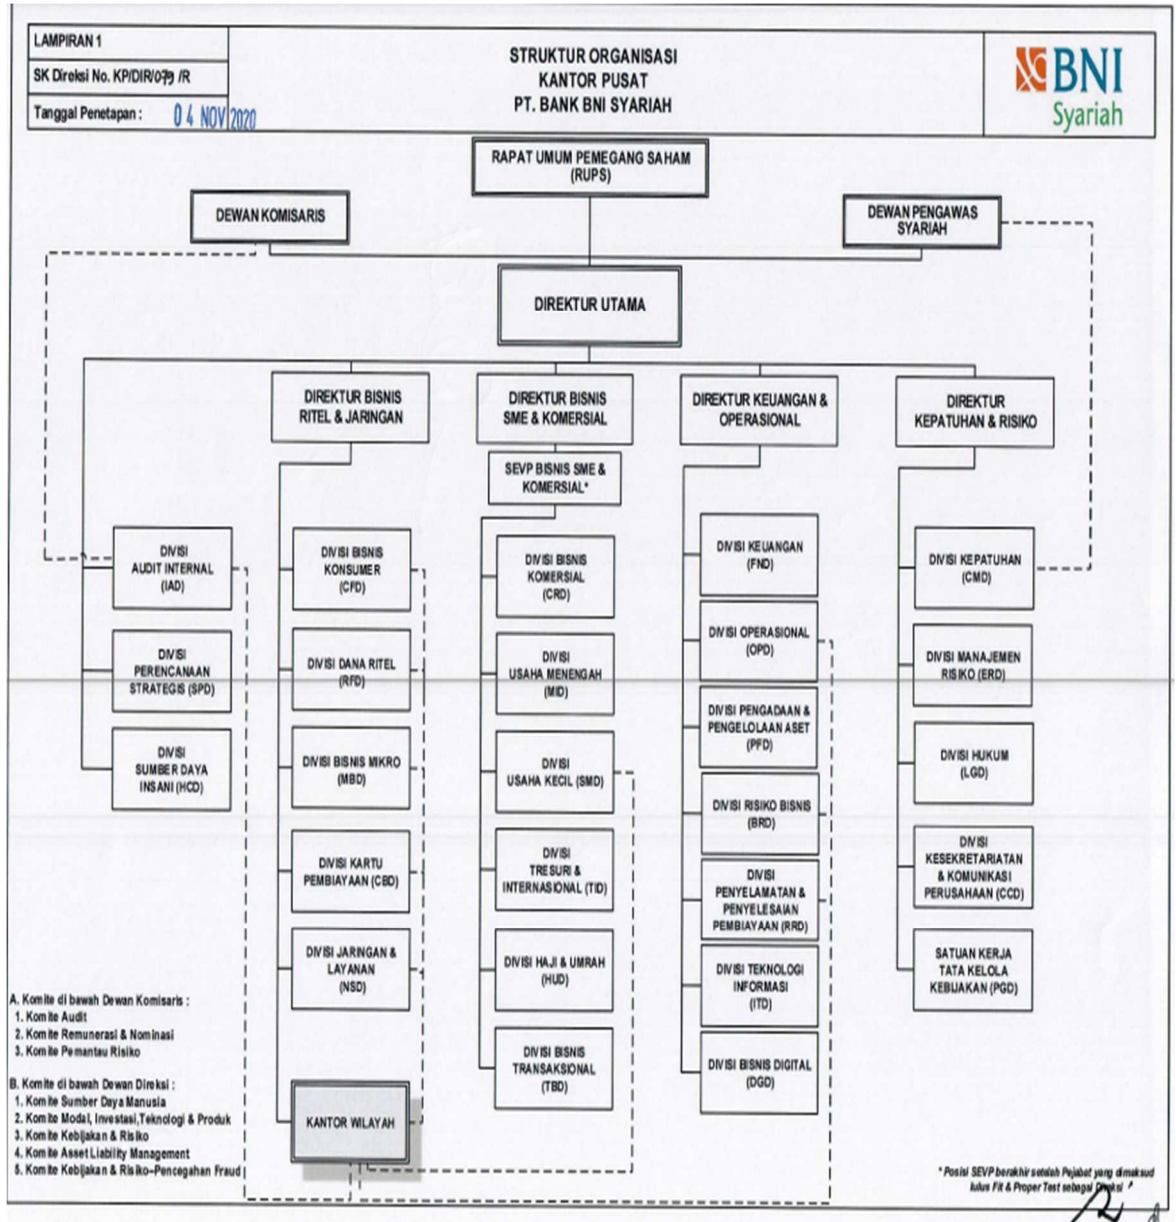 LAMPIRAN 1
SK Direksi No. KP/DIR/079 /R
Tanggal Penetapan : 04 NOV 2020
STRUKTUR ORGANISASI
KANTOR PUSAT
PT. BANK BNI SYARIAH
BNI
Syariah
RAPAT UMUM PEMEGANG SAHAM
(RUPS)
DEWAN KOMISARIS
DEWAN PENGAWAS
SYARIAH
DIREKTUR UTAMA
DIREKTUR BISNIS
RITEL & JARINGAN
DIREKTUR BISNIS
SME & KOMERSIAL
DIREKTUR KEUANGAN &
OPERASIONAL
DIREKTUR
KEPATUHAN & RISIKO
SEVP BISNIS SME &
KOMERSIAL*
DIVISI
AUDIT INTERNAL
(IAD)
DIVISI
PERENCANAAN
STRATEGIS (SPD)
DIVISI
SUMBER DAYA
INSANI (HCD)
DIVISI BISNIS
KONSUMER
(CFD)
DIVISI DANA RITEL
(RFD)
DIVISI BISNIS MIKRO
(MBD)
DIVISI KARTU
PEMBIAYAAN (CBD)
DIVISI JARINGAN &
LAYANAN
(NSD)
KANTOR WILAYAH
DIVISI BISNIS
KOMERSIAL
(CRD)
DIVISI
USAHA MENENGAH
(MID)
DIVISI
USAHA KECIL (SMD)
DIVISI
TRESURI &
INTERNASIONAL (TID)
DIVISI HAJI & UMRAH
(HUD)
DIVISI BISNIS
TRANSAKSIONAL
(TBD)
DIVISI KEUANGAN
(FND)
DIVISI OPERASIONAL
(OPD)
DIVISI PENGADAAN &
PENGELOLAAN ASET
(PFD)
DIVISI RISIKO BISNIS
(BRD)
DIVISI
PENYELAMATAN &
PENYELESAIAN
PEMBIAYAAN (RRD)
DIVISI TEKNOLOGI
INFORMASI
(ITD)
DIVISI BISNIS DIGITAL
(DGD)
DIVISI KEPATUHAN
(CMD)
DIVISI MANAJEMEN
RISIKO (ERD)
DIVISI HUKUM
(LGD)
DIVISI
KESEKRETARIATAN
& KOMUNIKASI
PERUSAHAAN (CCD)
SATUAN KERJA
TATA KELOLA
KEBIJAKAN (PGD)
A. Komite di bawah Dewan Komisaris :
1. Komite Audit
2. Komite Remunerasi & Nominasi
3. Komite Pemantau Risiko
B. Komite di bawah Dewan Direksi :
1. Komite Sumber Daya Manusia
2. Komite Modal, Investasi,Teknologi & Produk
3. Komite Kebijakan & Risiko
4. Komite Asset Liability Management
5. Komite Kebijakan & Risiko-Pencegahan Fraud
* Posisi SEVP berakhir setelah Pejabat yang dimaksud
lulus Fit & Proper Test sebagai Direksi